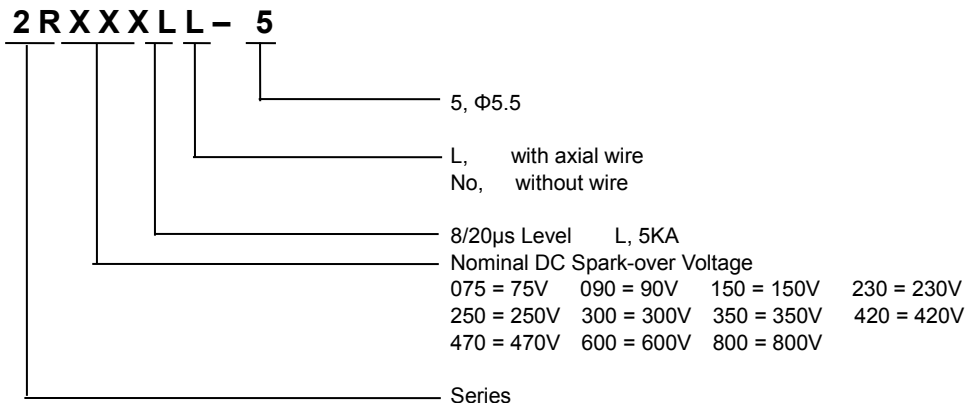 2RXXXLL– 5
5, Φ5.5
L, with axial wire
No, without wire
8/20μs Level L, 5KA
Nominal DC Spark-over Voltage
075 = 75V 090 = 90V 150 = 150V 230 = 230V
250 = 250V 300 = 300V 350 = 350V 420 = 420V
470 = 470V 600 = 600V 800 = 800V
Series